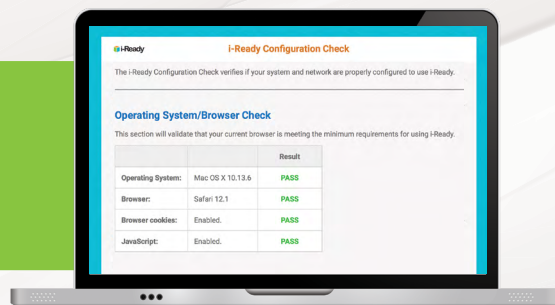 i-Ready
i-Ready Configuration Check
The i-Ready Configuration Check verifies if your system and network are properly configured to use i-Ready.
Operating System/Browser Check
This section will validate that your current browser is meeting the minimum requirements for using i-Ready.
Result
Operating System: Mac OS X 10.13.6 PASS
Browser: Safari 12.1 PASS
Browser cookies: Enabled. PASS
JavaScript: Enabled. PASS